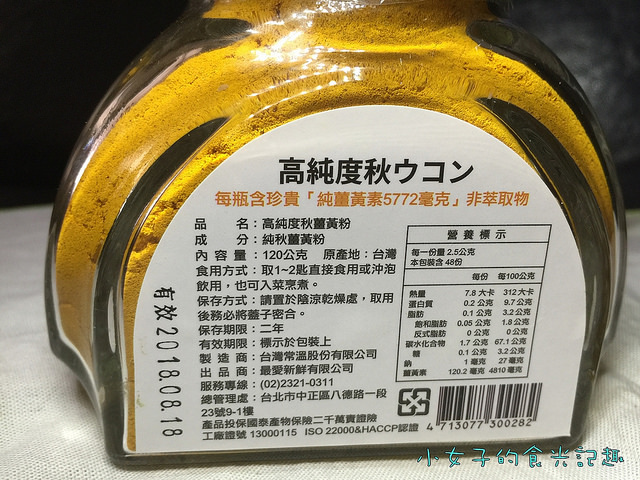 高純度秋ウコン
每瓶含珍貴「純薑黃素5772毫克」非萃取物
品 名：高純度秋薑黃粉
成 分：純秋薑黃粉
內容量：120公克 原產地：台灣
食用方式：取1~2匙直接食用或沖泡
飲用，也可入菜烹煮。
保存方式：請置於陰涼乾燥處，取用
後務必將蓋子密合。
保存期限：二年
有效期限：標示於包裝上
製造商：台灣常溫股份有限公司
出品商：最愛新鮮有限公司
服務專線：(02)2321-0311
總管理處：台北市中正區八德路一段
23號9-1樓
產品投保國泰產物保險二千萬責證險
工廠證號 13000115 ISO 22000&HACCP認證
營養標示
每一份量 2.5公克
本包裝含 48份
每份 每100公克
熱量 7.8 大卡 312 大卡
蛋白質 0.2 公克 9.7公克
脂肪 0.1 公克 3.2公克
飽和脂肪 0.05 公克 1.8公克
反式脂肪 0 公克 0公克
碳水化合物 1.7 公克 67.1公克
糖 0.1 公克 3.2公克
鈉 1 毫克 27 毫克
薑黃素 120.2 毫克 4810 毫克
4 713077 300282
有效2018.08.18
小女子的食光記趣